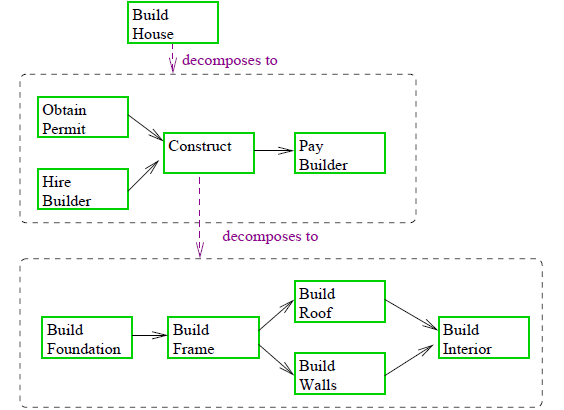 Build
House
decomposes to
Obtain
Permit
Construct
Pay
Builder
Hire
Builder
decomposes to
Build
Roof
Build
Foundation
Build
Frame
Build
Interior
Build
Walls